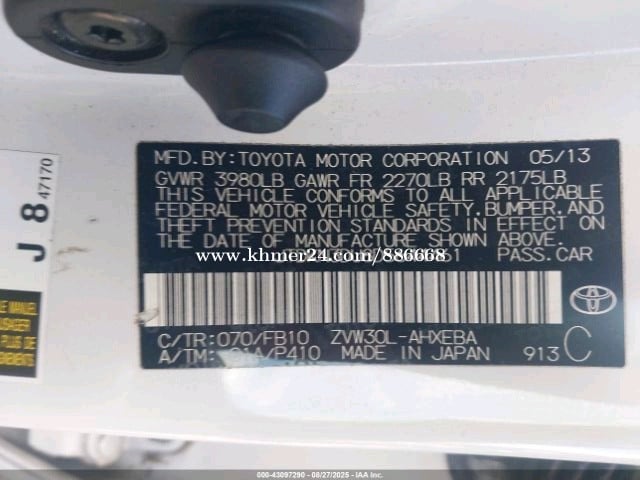 MFD.BY:TOYOTA MOTOR CORPORATION 05/13
GVWR 3980LB GAWR FR 2270LB RR 2175LB
THIS VEHICLE CONFORMS TO ALL APPLICABLE
FEDERAL MOTOR VEHICLE SAFETY,BUMPER,AND
THEFT PREVENTION STANDARDS IN EFFECT ON
THE DATE OF MANUFACTURE SHOWN ABOVE.
PASS.CAR
www.khmer24.com/886668
C/TR:070/FB10 ZVW30L-AHXEBA
A/TM: /P410 MADE IN JAPAN 913 C
J 8 47170
MANUEL
000-43097290 - 08/27/2025 - IAA Inc.